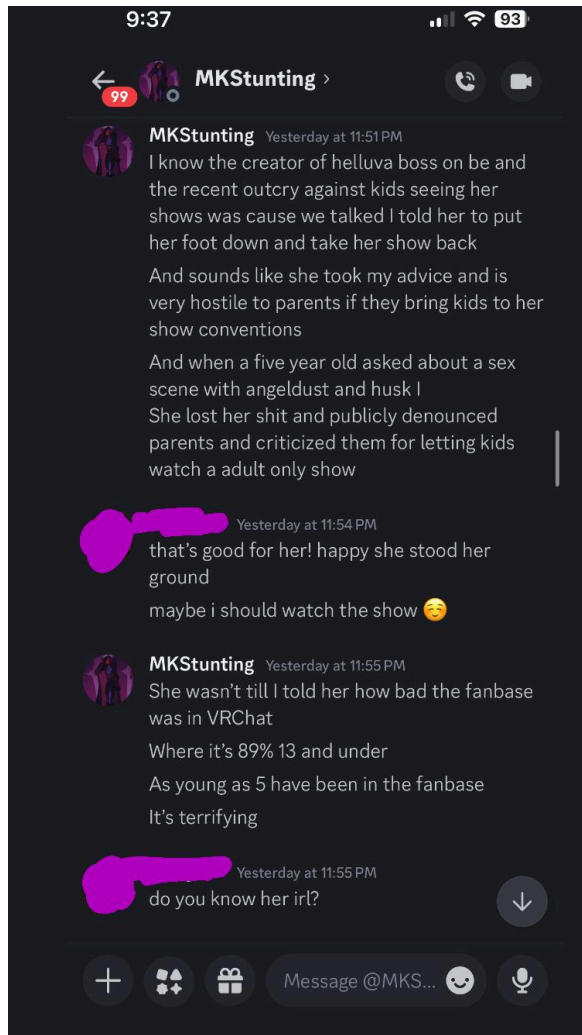 9:37
93
99
MKStunting ›
MKStunting Yesterday at 11:51 PM
I know the creator of helluva boss on be and
the recent outcry against kids seeing her
shows was cause we talked I told her to put
her foot down and take her show back
And sounds like she took my advice and is
very hostile to parents if they bring kids to her
show conventions
And when a five year old asked about a sex
scene with angeldust and husk I
She lost her shit and publicly denounced
parents and criticized them for letting kids
watch a adult only show
Yesterday at 11:54 PM
that's good for her! happy she stood her
ground
maybe i should watch the show ☺️
MKStunting Yesterday at 11:55 PM
She wasn't till I told her how bad the fanbase
was in VRChat
Where it's 89% 13 and under
As young as 5 have been in the fanbase
It's terrifying
Yesterday at 11:55 PM
do you know her irl?
Message @MKS...